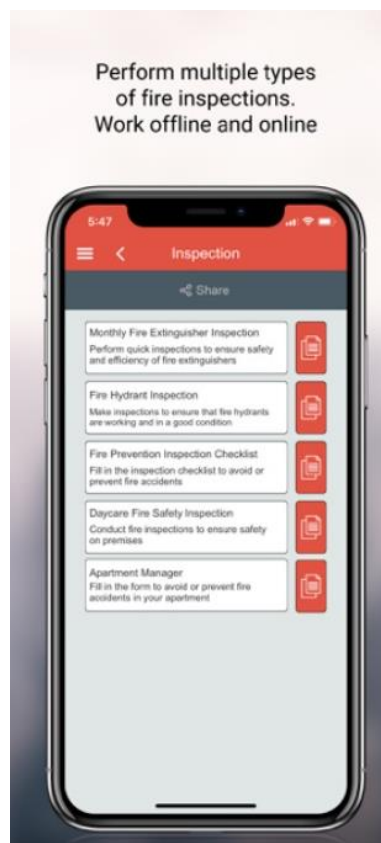 Perform multiple types
of fire inspections.
Work offline and online
5:47
Inspection
Share
Monthly Fire Extinguisher Inspection
Perform quick inspections to ensure safety
and efficiency of fire extinguishers
Fire Hydrant Inspection
Make inspections to ensure that fire hydrants
are working and in a good condition
Fire Prevention Inspection Checklist
Fill in the inspection checklist to avoid or
prevent fire accidents
Daycare Fire Safety Inspection
Conduct fire inspections to ensure safety
on premises
Apartment Manager
Fill in the form to avoid or prevent fire
accidents in your apartment